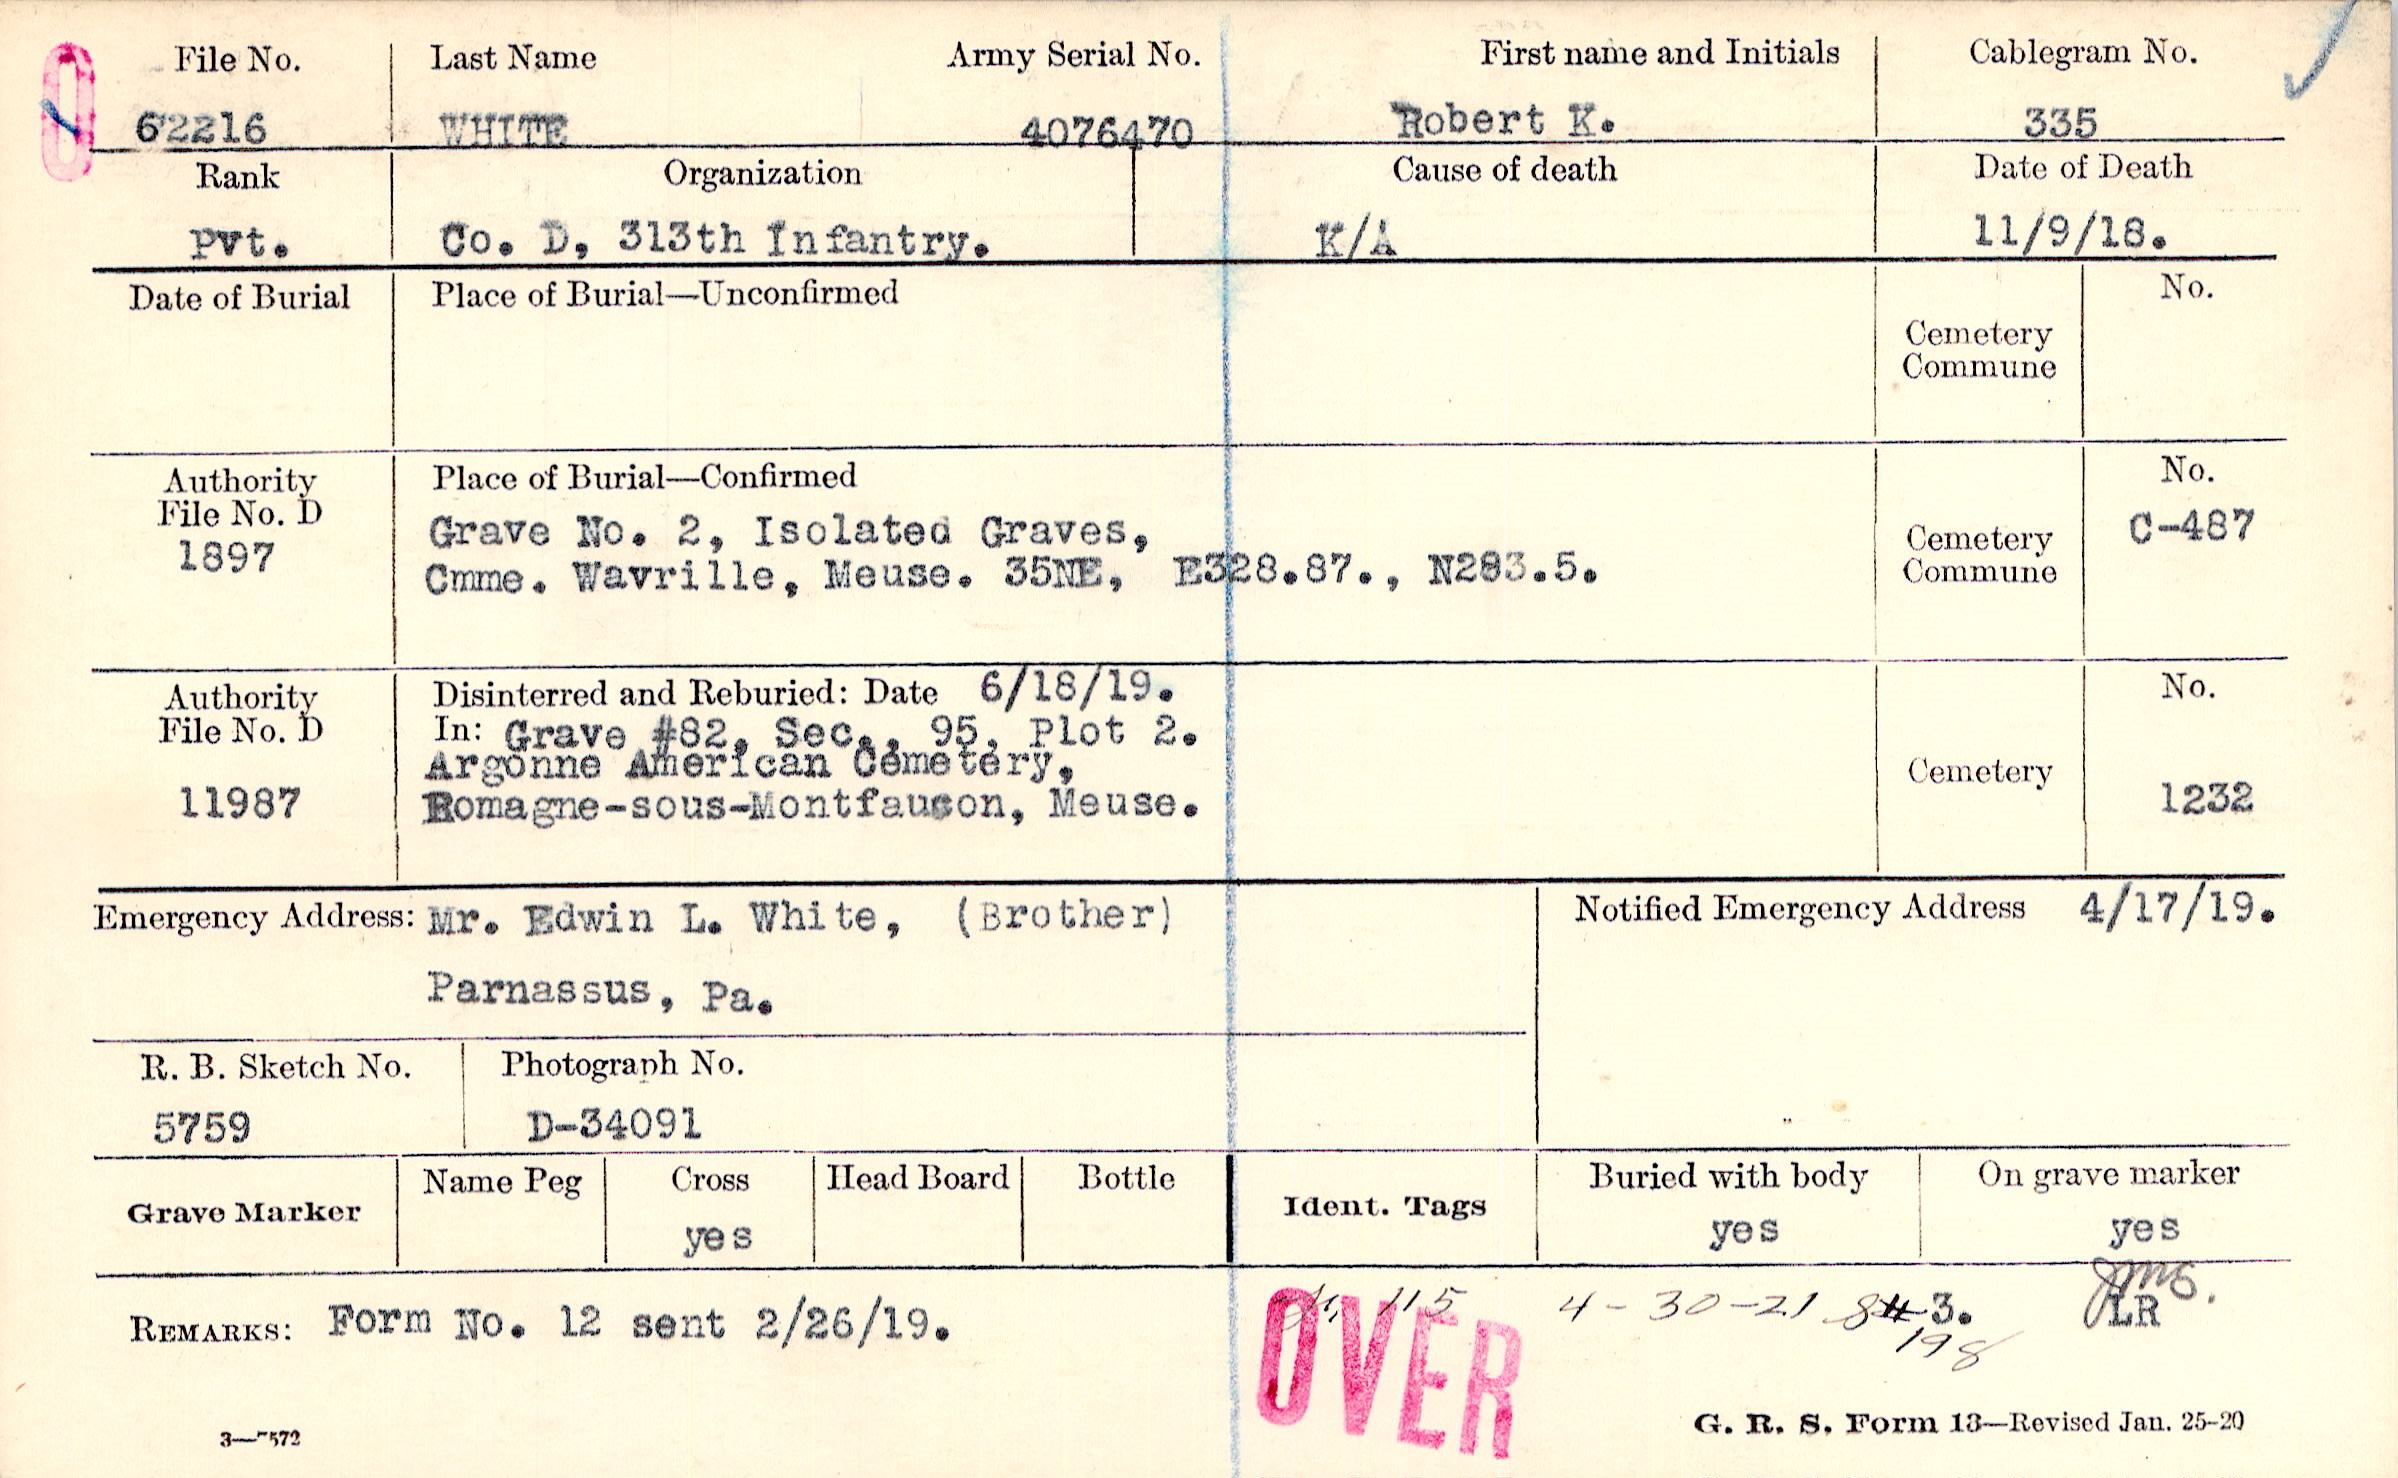 File No. Last Name Army Serial No. First name and Initials Cablegram No.
62216 WHITE 4076470 Robert K. 335
Rank Organization Cause of death Date of Death
Pvt. Co. D, 313th Infantry. K/A 11/9/18.
Date of Burial Place of Burial—Unconfirmed No.
Cemetery
Commune
Authority Place of Burial—Confirmed No.
File No. D Grave No. 2, Isolated Graves, C-487
1897 Cmme. Wavrille, Meuse. 35NE, E328.87., N283.5. Cemetery
Commune
Authority Disinterred and Reburied: Date 6/18/19. No.
File No. D In: Grave #82, Sec., 95, Plot 2.
Argonne American Cemetery, Cemetery
11987 Romagne-sous-Montfaucon, Meuse. 1232
Emergency Address: Mr. Edwin L. White, (Brother) Notified Emergency Address 4/17/19.
Parnassus, Pa.
R. B. Sketch No. Photograph No.
5759 D-34091
Grave Marker Name Peg Cross Head Board Bottle Ident. Tags Buried with body On grave marker
yes yes yes
REMARKS: Form No. 12 sent 2/26/19. 115 4-30-21 3. LR
198
OVER
3—7572 G. R. S. Form 13—Revised Jan. 25-20